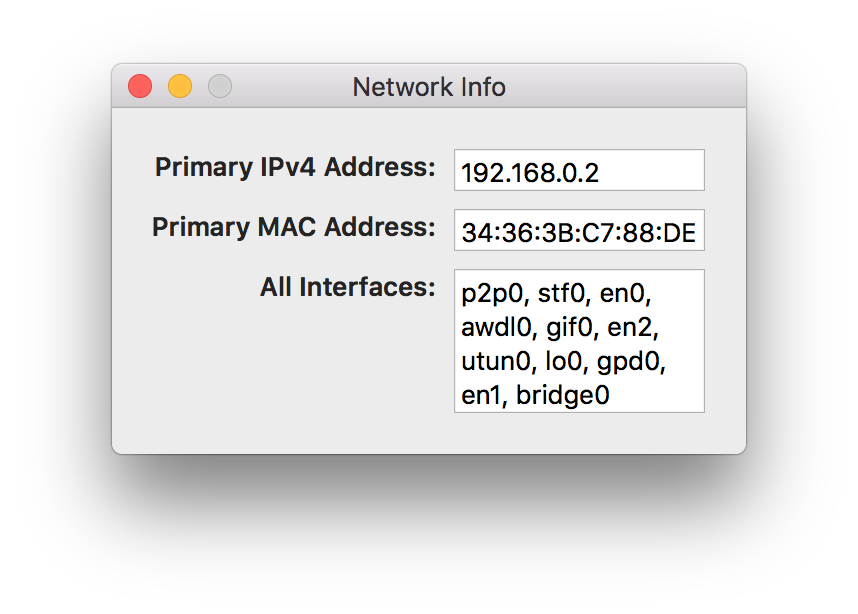 Network Info
Primary IPv4 Address: 192.168.0.2
Primary MAC Address: 34:36:3B:C7:88:DE
All Interfaces: p2p0, stf0, en0,
awdl0, gif0, en2,
utun0, lo0, gpd0,
en1, bridge0